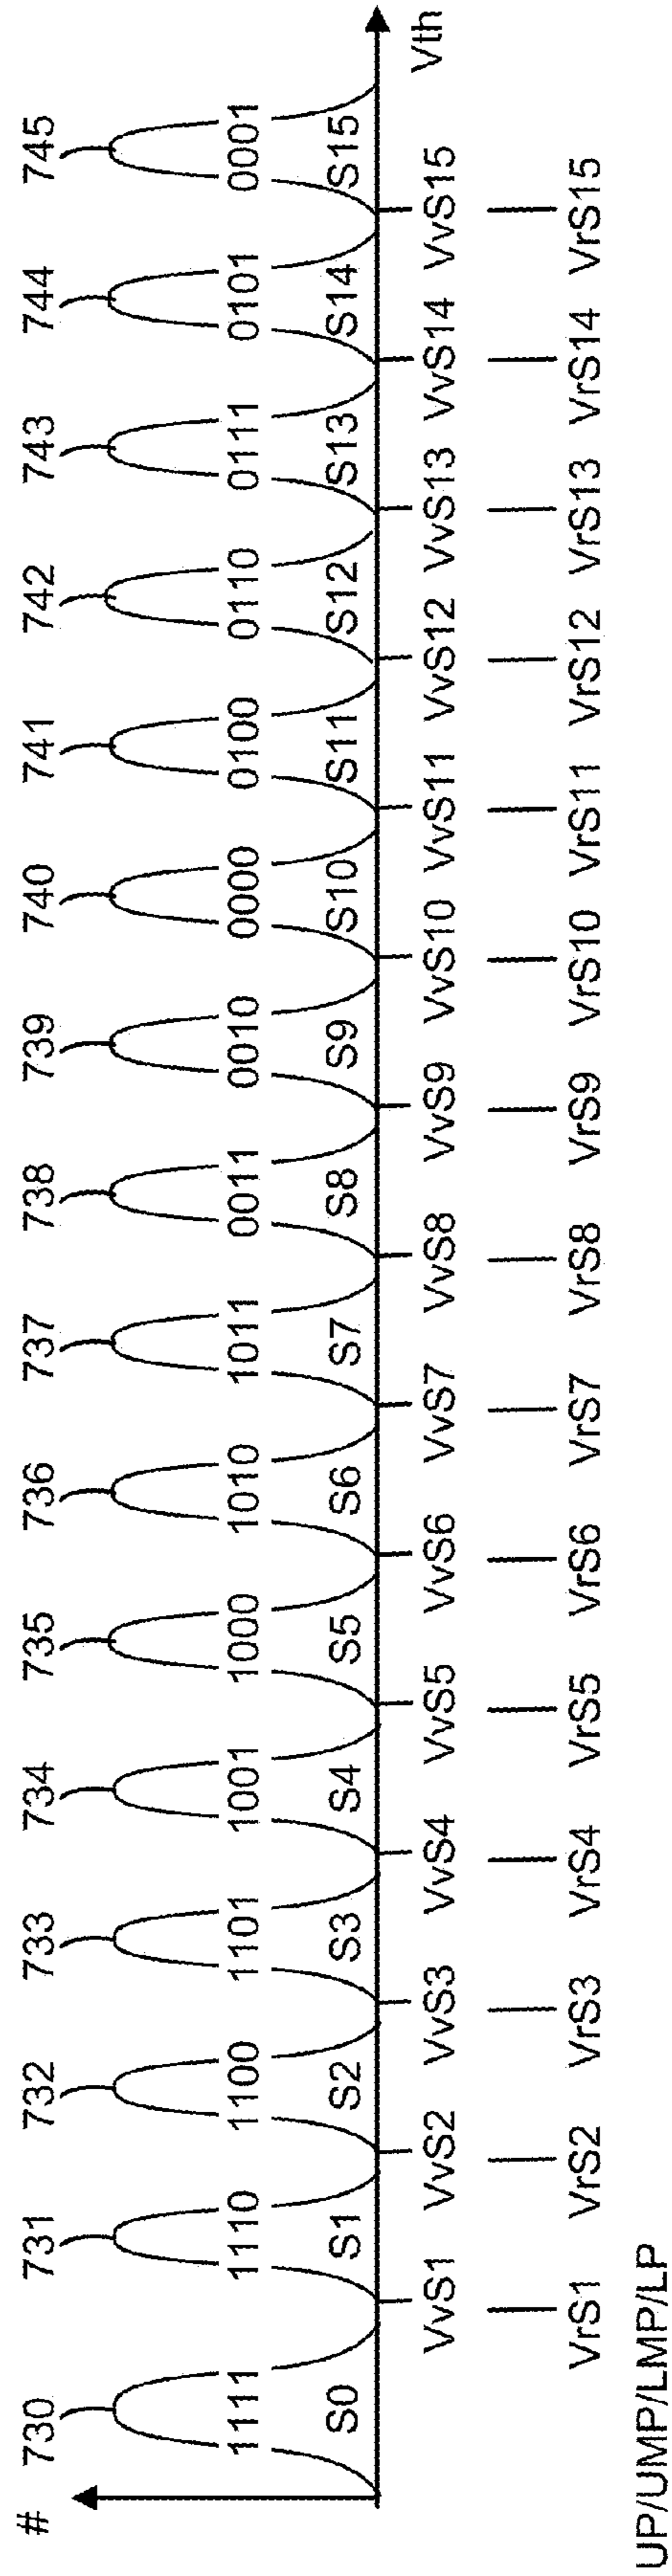 #
730 731 732 733 734 735 736 737 738 739 740 741 742 743 744 745
1111 1110 1100 1101 1001 1000 1010 1011 0011 0010 0000 0100 0110 0111 0101 0001
S0 S1 S2 S3 S4 S5 S6 S7 S8 S9 S10 S11 S12 S13 S14 S15
Vth
VvS1 VvS2 VvS3 VvS4 VvS5 VvS6 VvS7 VvS8 VvS9 VvS10 VvS11 VvS12 VvS13 VvS14 VvS15
VrS1 VrS2 VrS3 VrS4 VrS5 VrS6 VrS7 VrS8 VrS9 VrS10 VrS11 VrS12 VrS13 VrS14 VrS15
UP/UMP/LMP/LP